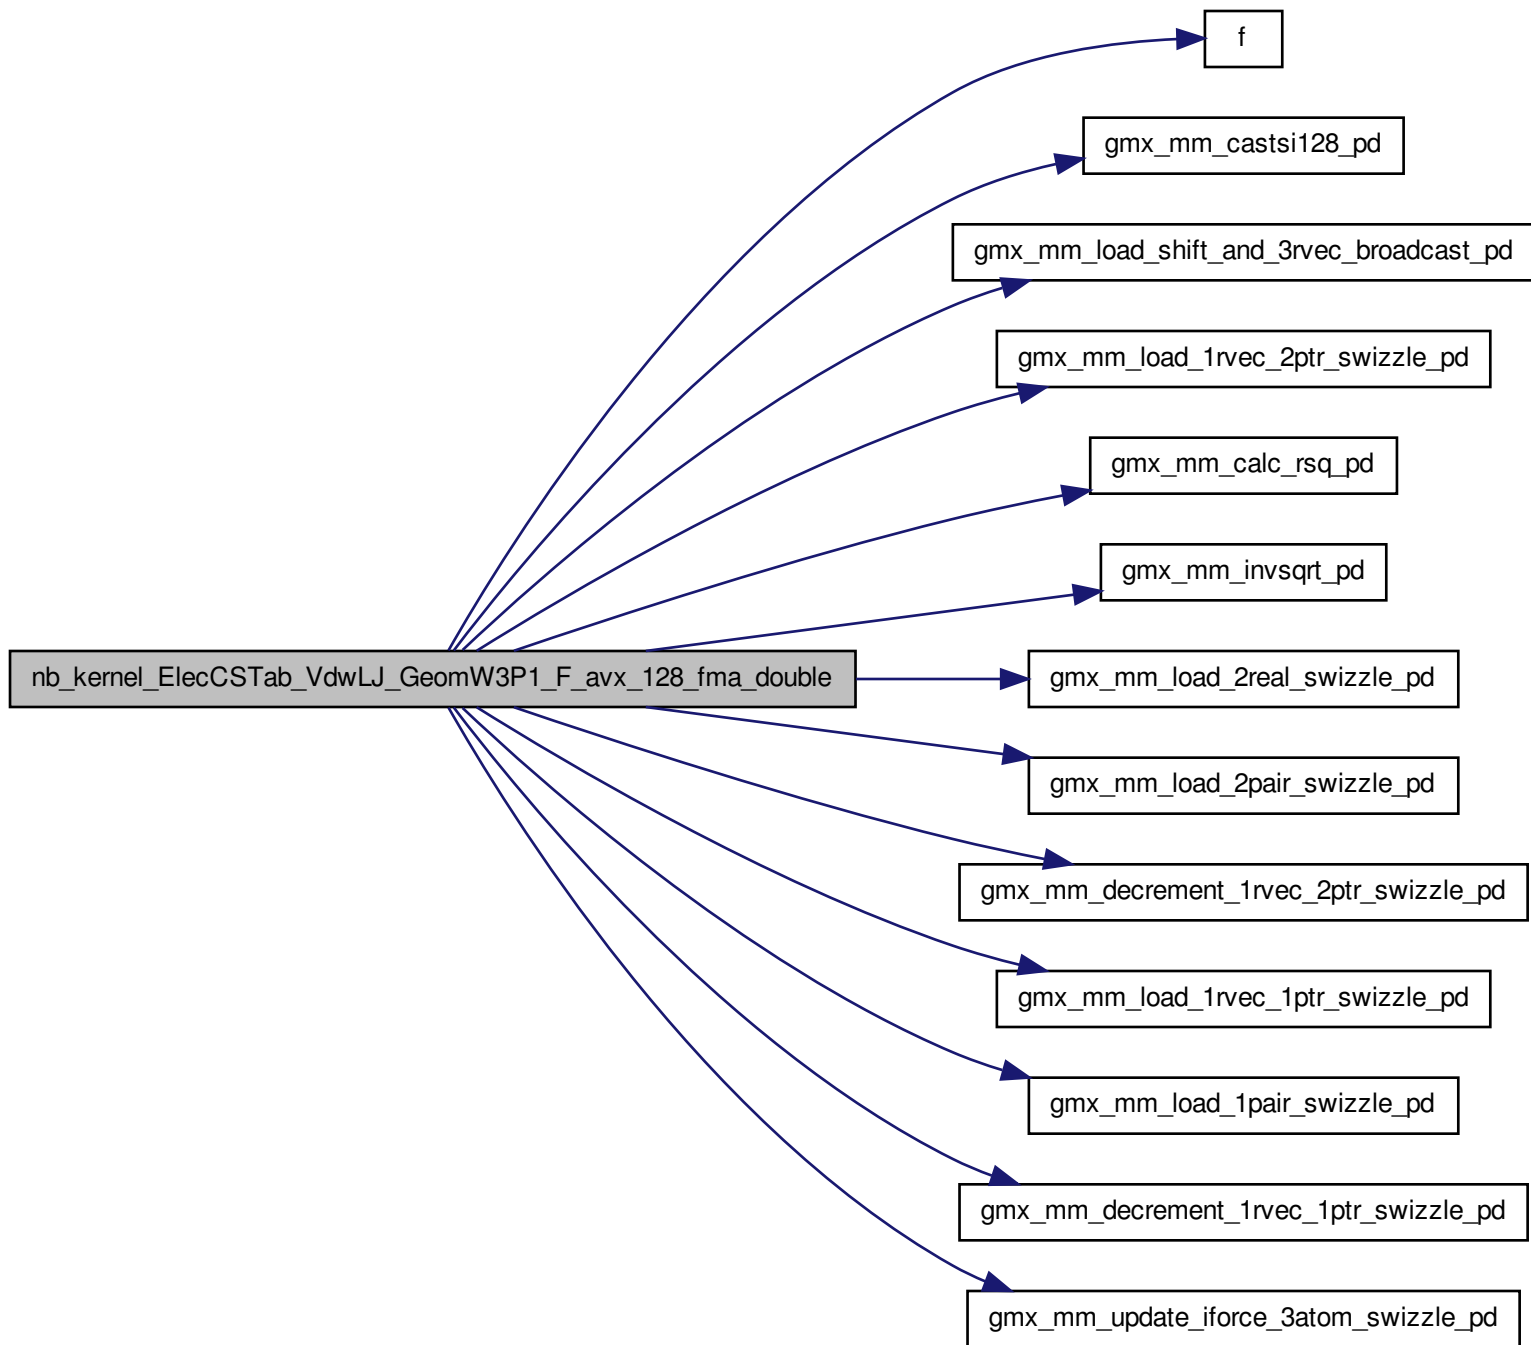 f
gmx_mm_castsi128_pd
gmx_mm_load_shift_and_3rvec_broadcast_pd
gmx_mm_load_1rvec_2ptr_swizzle_pd
gmx_mm_calc_rsq_pd
gmx_mm_invsqrt_pd
nb_kernel_ElecCSTab_VdwLJ_GeomW3P1_F_avx_128_fma_double
gmx_mm_load_2real_swizzle_pd
gmx_mm_load_2pair_swizzle_pd
gmx_mm_decrement_1rvec_2ptr_swizzle_pd
gmx_mm_load_1rvec_1ptr_swizzle_pd
gmx_mm_load_1pair_swizzle_pd
gmx_mm_decrement_1rvec_1ptr_swizzle_pd
gmx_mm_update_iforce_3atom_swizzle_pd